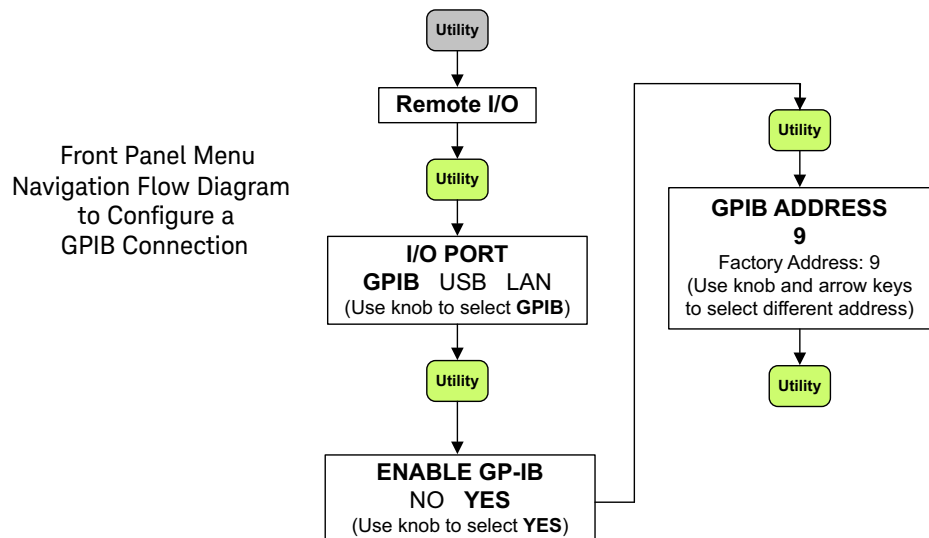 Front Panel Menu
Navigation Flow Diagram
to Configure a
GPIB Connection
Utility
Remote I/O
Utility
I/O PORT
GPIB USB LAN
(Use knob to select GPIB)
Utility
ENABLE GP-IB
NO YES
(Use knob to select YES)
Utility
GPIB ADDRESS
9
Factory Address: 9
(Use knob and arrow keys
to select different address)
Utility